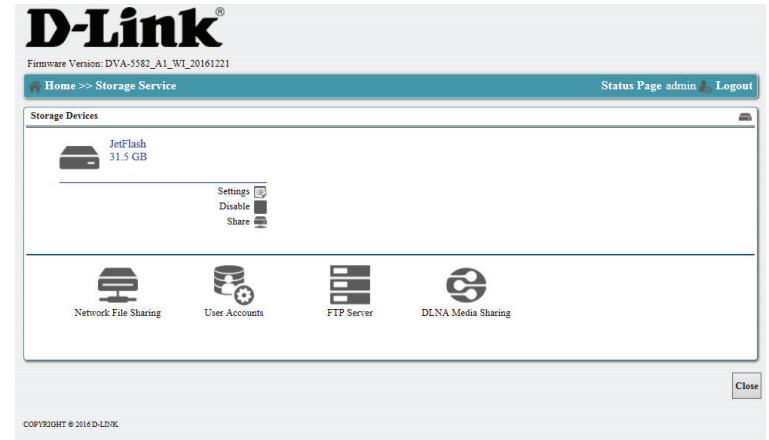 D-Link®
Firmware Version: DVA-5582_A1_WI_20161221
Home >> Storage Service Status Page admin Logout
Storage Devices
JetFlash
31.5 GB
Settings
Disable
Share
Network File Sharing User Accounts FTP Server DLNA Media Sharing
Close
COPYRIGHT © 2016 D-LINK